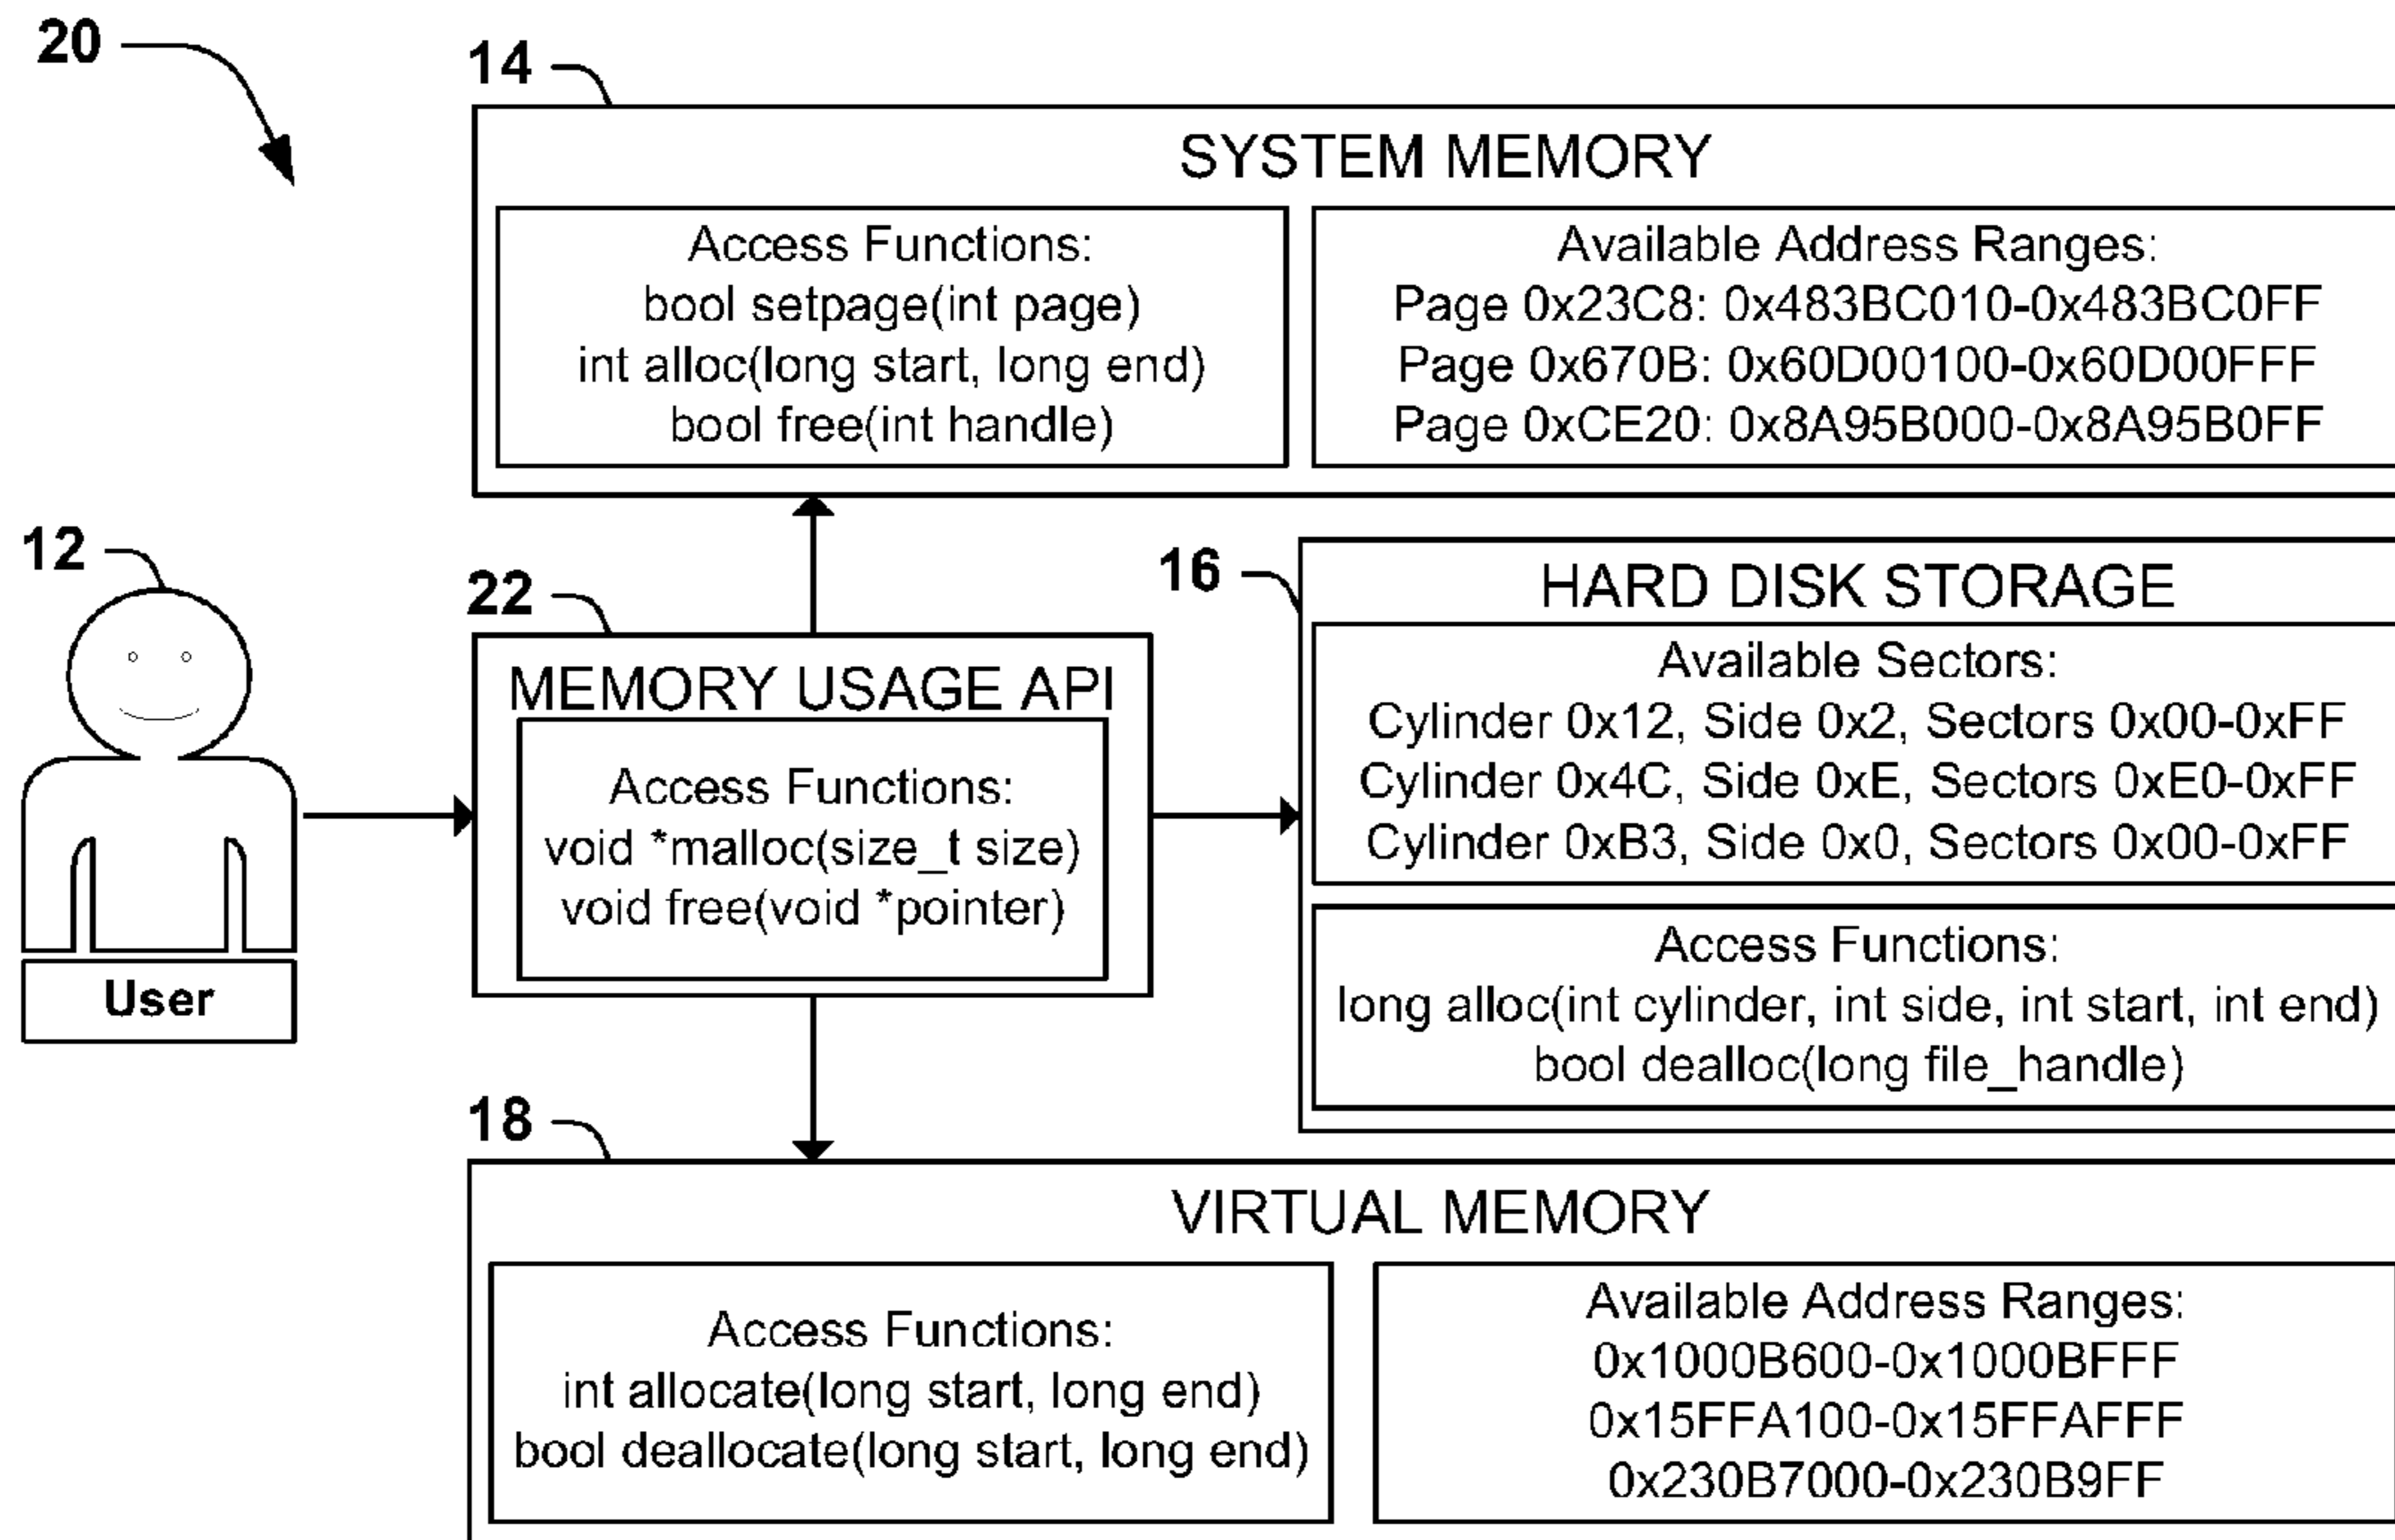 20
14
SYSTEM MEMORY
Access Functions:
bool setpage(int page)
int alloc(long start, long end)
bool free(int handle)
Available Address Ranges:
Page 0x23C8: 0x483BC010-0x483BC0FF
Page 0x670B: 0x60D00100-0x60D00FFF
Page 0xCE20: 0x8A95B000-0x8A95B0FF
12
User
22
MEMORY USAGE API
Access Functions:
void *malloc(size_t size)
void free(void *pointer)
16
HARD DISK STORAGE
Available Sectors:
Cylinder 0x12, Side 0x2, Sectors 0x00-0xFF
Cylinder 0x4C, Side 0xE, Sectors 0xE0-0xFF
Cylinder 0xB3, Side 0x0, Sectors 0x00-0xFF
Access Functions:
long alloc(int cylinder, int side, int start, int end)
bool dealloc(long file_handle)
18
VIRTUAL MEMORY
Access Functions:
int allocate(long start, long end)
bool deallocate(long start, long end)
Available Address Ranges:
0x1000B600-0x1000BFFF
0x15FFA100-0x15FFAFFF
0x230B7000-0x230B9FF